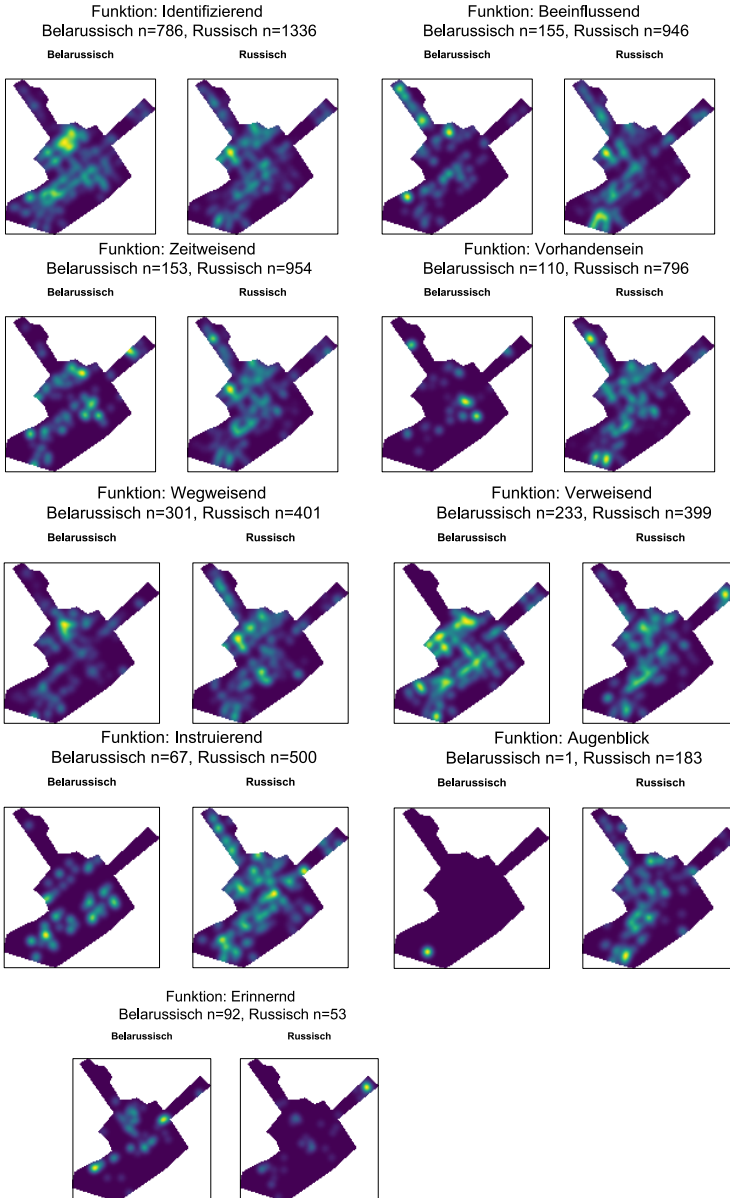 Funktion: Identifizierend
Belarussisch n=786, Russisch n=1336
Belarussisch
Russisch
Funktion: Beeinflussend
Belarussisch n=155, Russisch n=946
Belarussisch
Russisch
Funktion: Zeitweisend
Belarussisch n=153, Russisch n=954
Belarussisch
Russisch
Funktion: Vorhandensein
Belarussisch n=110, Russisch n=796
Belarussisch
Russisch
Funktion: Wegweisend
Belarussisch n=301, Russisch n=401
Belarussisch
Russisch
Funktion: Verweisend
Belarussisch n=233, Russisch n=399
Belarussisch
Russisch
Funktion: Instruierend
Belarussisch n=67, Russisch n=500
Belarussisch
Russisch
Funktion: Augenblick
Belarussisch n=1, Russisch n=183
Belarussisch
Russisch
Funktion: Erinnernd
Belarussisch n=92, Russisch n=53
Belarussisch
Russisch